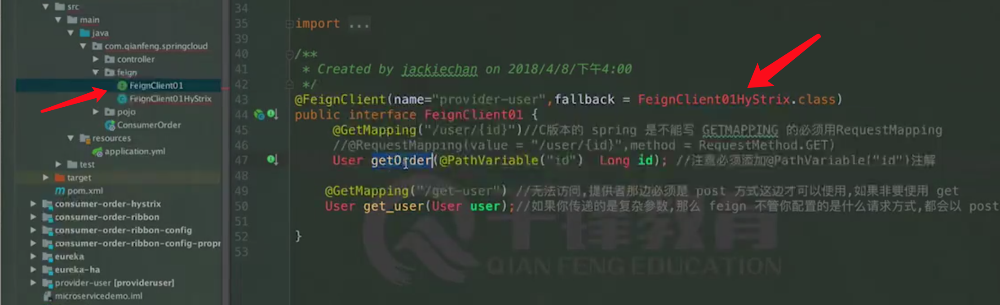 src
main
java
com.qianfeng.springcloud
controller
feign
FeignClient01
FeignClient01HyStrix
pojo
ConsumerOrder
resources
application.yml
test
target
pom.xml
consumer-order-hystrix
consumer-order-ribbon
consumer-order-ribbon-config
consumer-order-ribbon-config-propr
eureka
eureka-ha
provider-user [provideruser]
microservicedemo.iml
34
35 import ...
39
40 /**
41 * Created by jackiechan on 2018/4/8/下午4:00
42 */
43 @FeignClient(name="provider-user",fallback = FeignClient01HyStrix.class)
44 public interface FeignClient01 {
45 @GetMapping("/user/{id}")//C版本的 spring 是不能写 GETMAPPING 的必须用RequestMapping
46 //@RequestMapping(value = "/user/{id}",method = RequestMethod.GET)
47 User getOrder(@PathVariable("id") Long id); //注意必须添加@PathVariable("id")注解
48
49 @GetMapping("/get-user") //无法访问,提供者那边必须是 post 方式这边才可以使用,如果非要使用 get
50 User get_user(User user);//如果你传递的是复杂参数,那么 feign 不管你配置的是什么请求方式,都会以 post
51
52 }
53
千锋教育
QIAN FENG EDUCATION